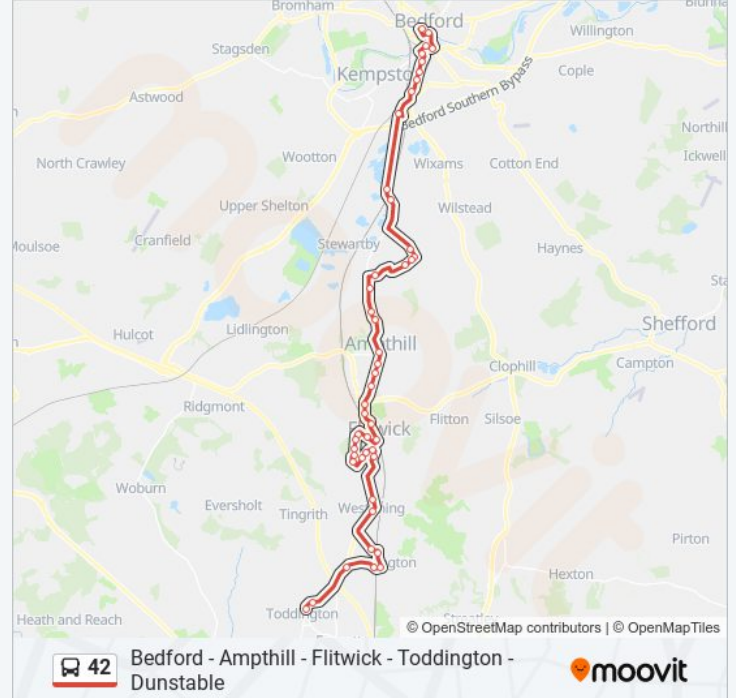 Bromham
Bedford
Willington
Stagsden
Kempsto
Cople
Bedford Southern Bypass
Astwood
Northill
Ickwell
North Crawley
Wootton
Wixams
Cotton End
Upper Shelton
Wilstead
Moulsoe
Cranfield
Stewartby
Haynes
Shefford
Lidlington
Hulcot
Ampthill
Campton
Clophill
Ridgmont
Flitton
Silsoe
Flitwick
Woburn
Eversholt
Tingrith
Pirton
Hexton
Toddington
Heath and Reach
© OpenStreetMap contributors | © OpenMapTiles
42
Bedford - Ampthill - Flitwick - Toddington -
Dunstable
moovit